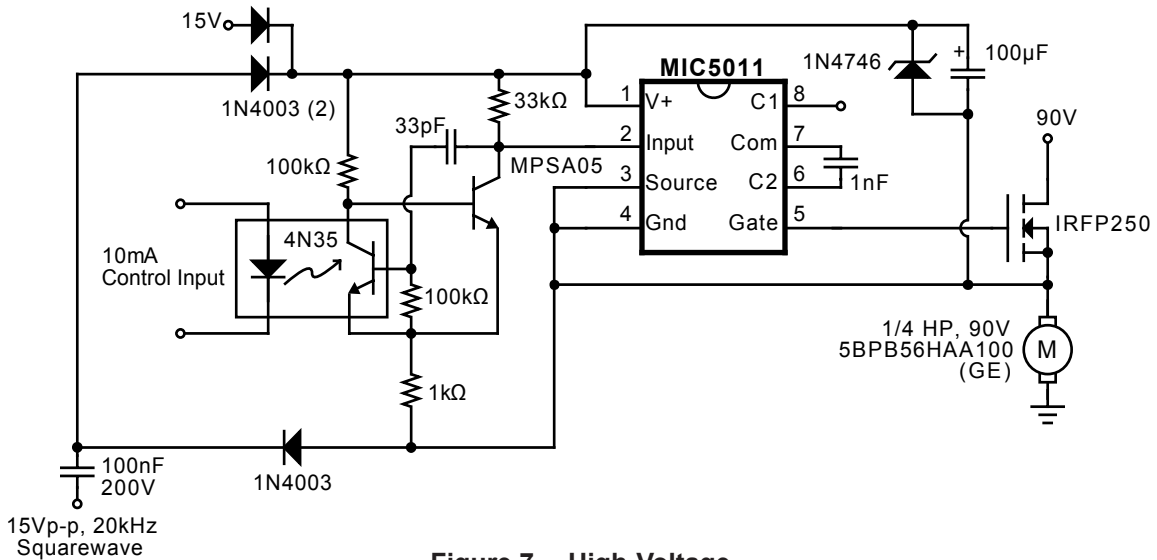 15V
1N4003 (2)
33kΩ
33pF
100kΩ
MPSA05
4N35
10mA
Control Input
100kΩ
1kΩ
1N4003
100nF
200V
15Vp-p, 20kHz
Squarewave
MIC5011
1 V+ C1 8
2 Input Com 7
3 Source C2 6
4 Gnd Gate 5
1nF
1N4746
+ 100µF
90V
IRFP250
1/4 HP, 90V
5BPB56HAA100
(GE)
M